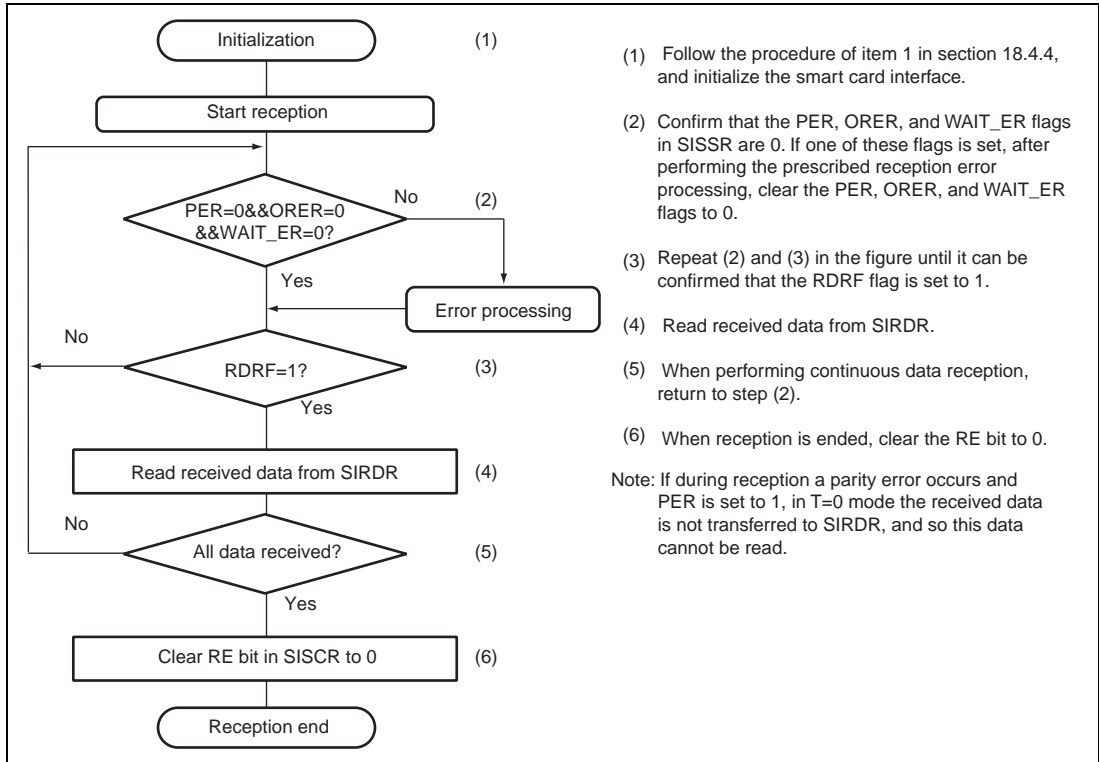 Initialization
(1)
Start reception
No
(2)
PER=0&&ORER=0
&&WAIT_ER=0?
Yes
Error processing
No
RDRF=1?
(3)
Yes
Read received data from SIRDR
(4)
No
All data received?
(5)
Yes
Clear RE bit in SISCR to 0
(6)
Reception end
(1) Follow the procedure of item 1 in section 18.4.4,
and initialize the smart card interface.
(2) Confirm that the PER, ORER, and WAIT_ER flags
in SISSR are 0. If one of these flags is set, after
performing the prescribed reception error
processing, clear the PER, ORER, and WAIT_ER
flags to 0.
(3) Repeat (2) and (3) in the figure until it can be
confirmed that the RDRF flag is set to 1.
(4) Read received data from SIRDR.
(5) When performing continuous data reception,
return to step (2).
(6) When reception is ended, clear the RE bit to 0.
Note: If during reception a parity error occurs and
PER is set to 1, in T=0 mode the received data
is not transferred to SIRDR, and so this data
cannot be read.